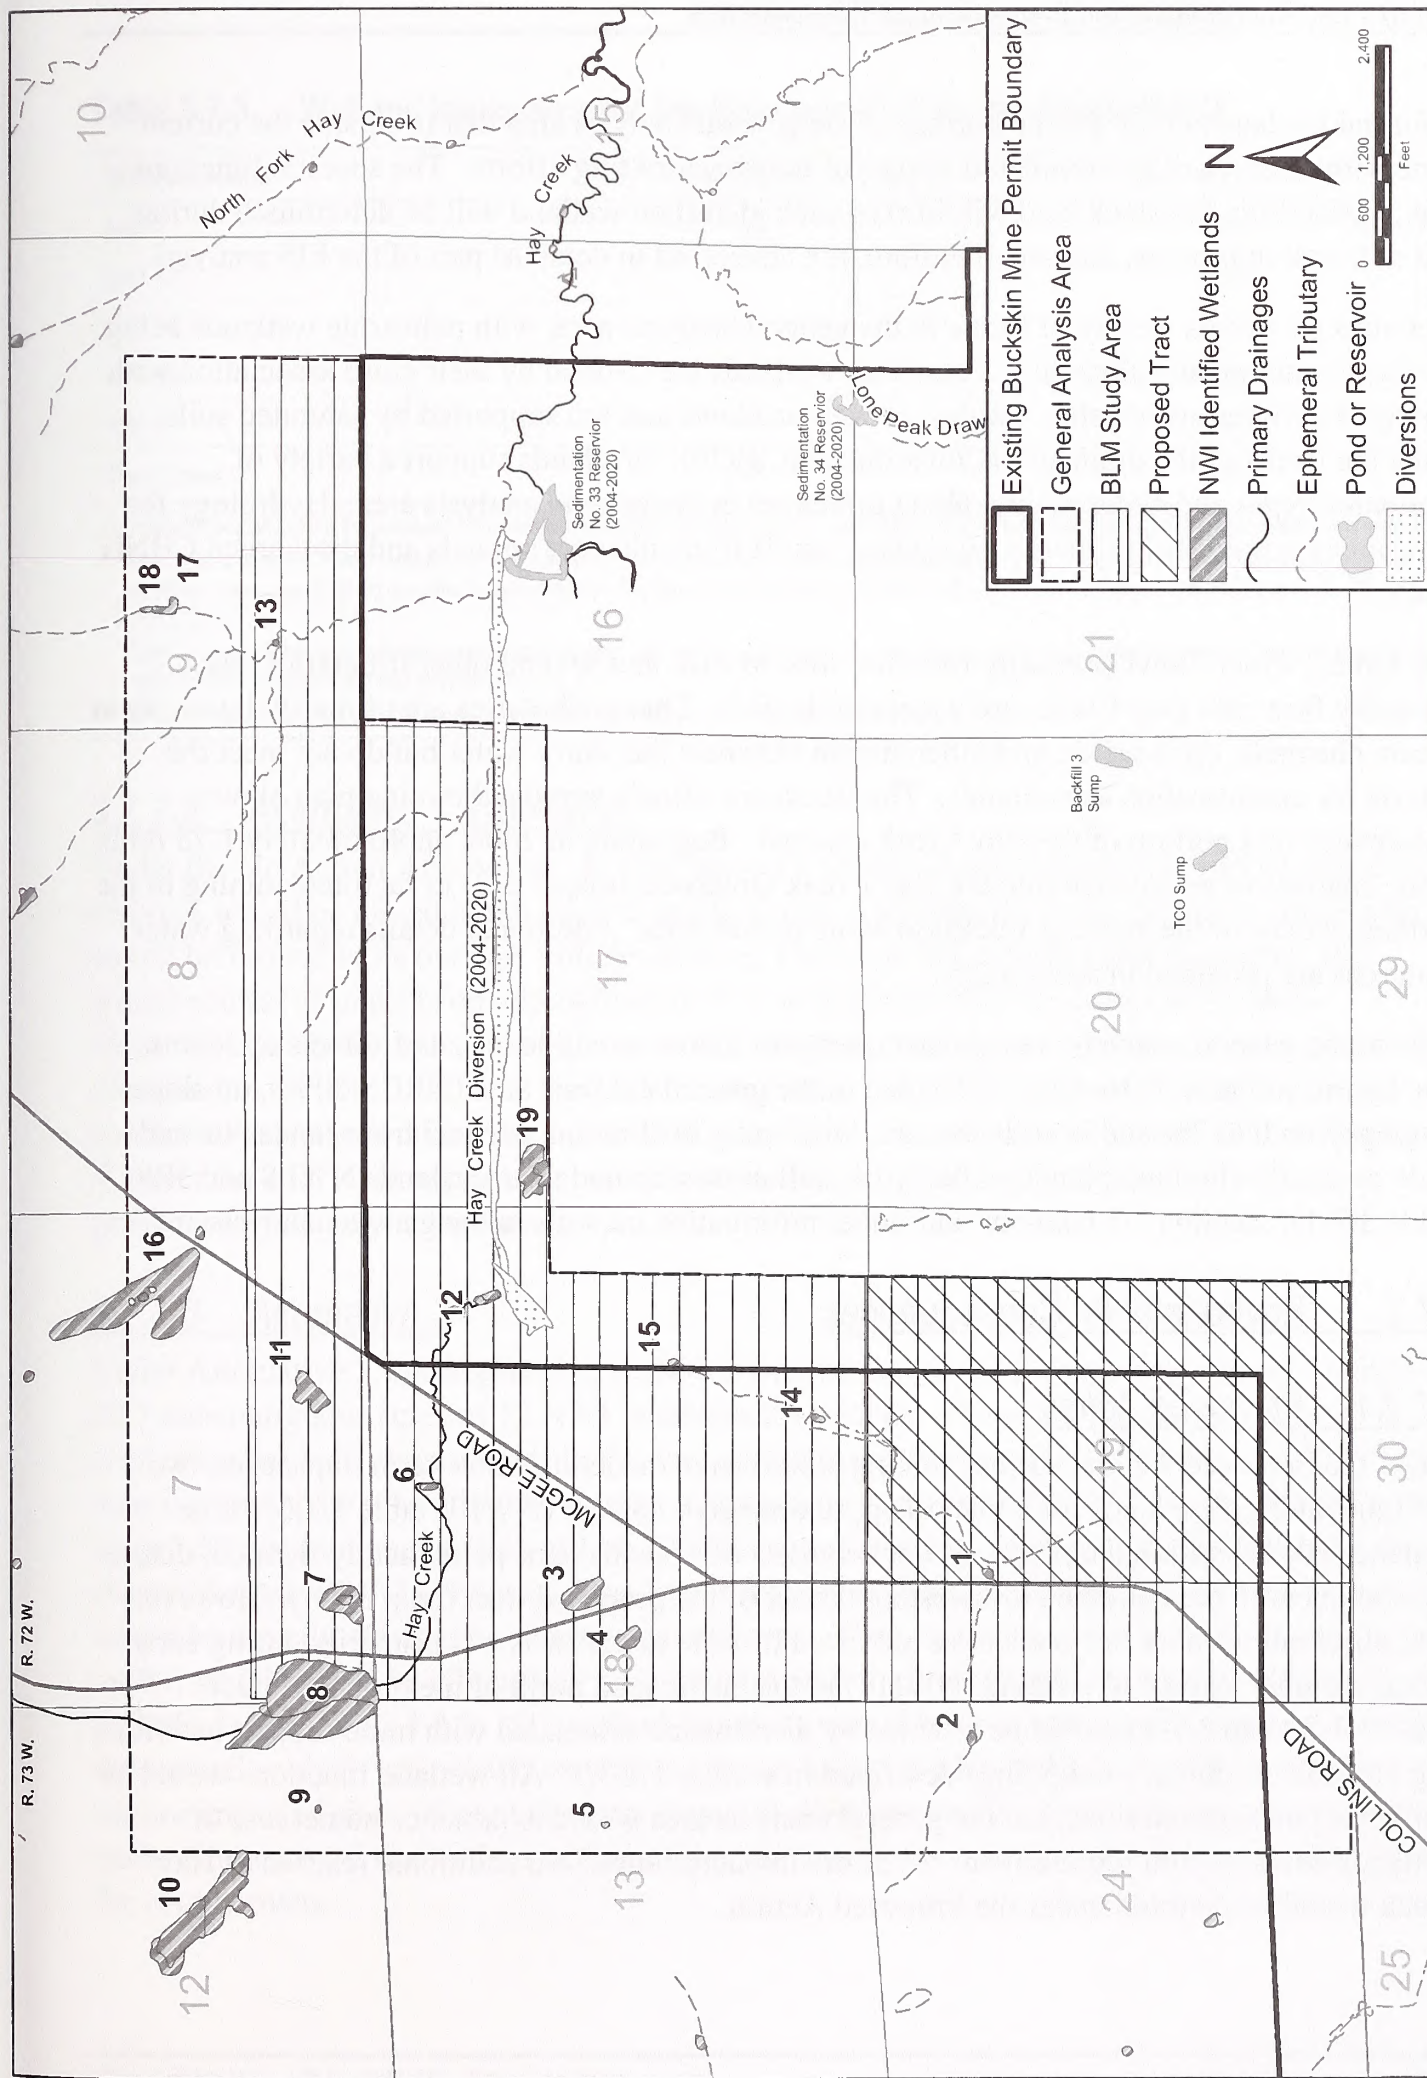 R. 73 W.
R. 72 W.
10
12
7
8
9
10
16
11
18
17
13
9
8
7
North Fork Hay Creek
Hay Creek
15
Hay Creek
6
12
Hay Creek Diversion (2004-2020)
19
MCGEE ROAD
Sedimentation
No. 33 Reservior
(2004-2020)
13
5
18
4
3
15
17
16
14
Sedimentation
No. 34 Reservior
(2004-2020)
Lone Peak Draw
24
2
1
19
20
21
TCO Sump
Backfill 3
Sump
COLLINS ROAD
25
30
29
Existing Buckskin Mine Permit Boundary
General Analysis Area
BLM Study Area
Proposed Tract
NWI Identified Wetlands
Primary Drainages
Ephemeral Tributary
Pond or Reservoir
Diversions
N
0 600 1,200 2,400
Feet